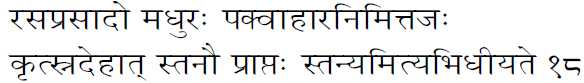 रसप्रसादो मधुरः पक्वाहारनिमित्तजः
कृत्स्नदेहात् स्तनौ प्राप्तः स्तन्यमित्यभिधीयते १८